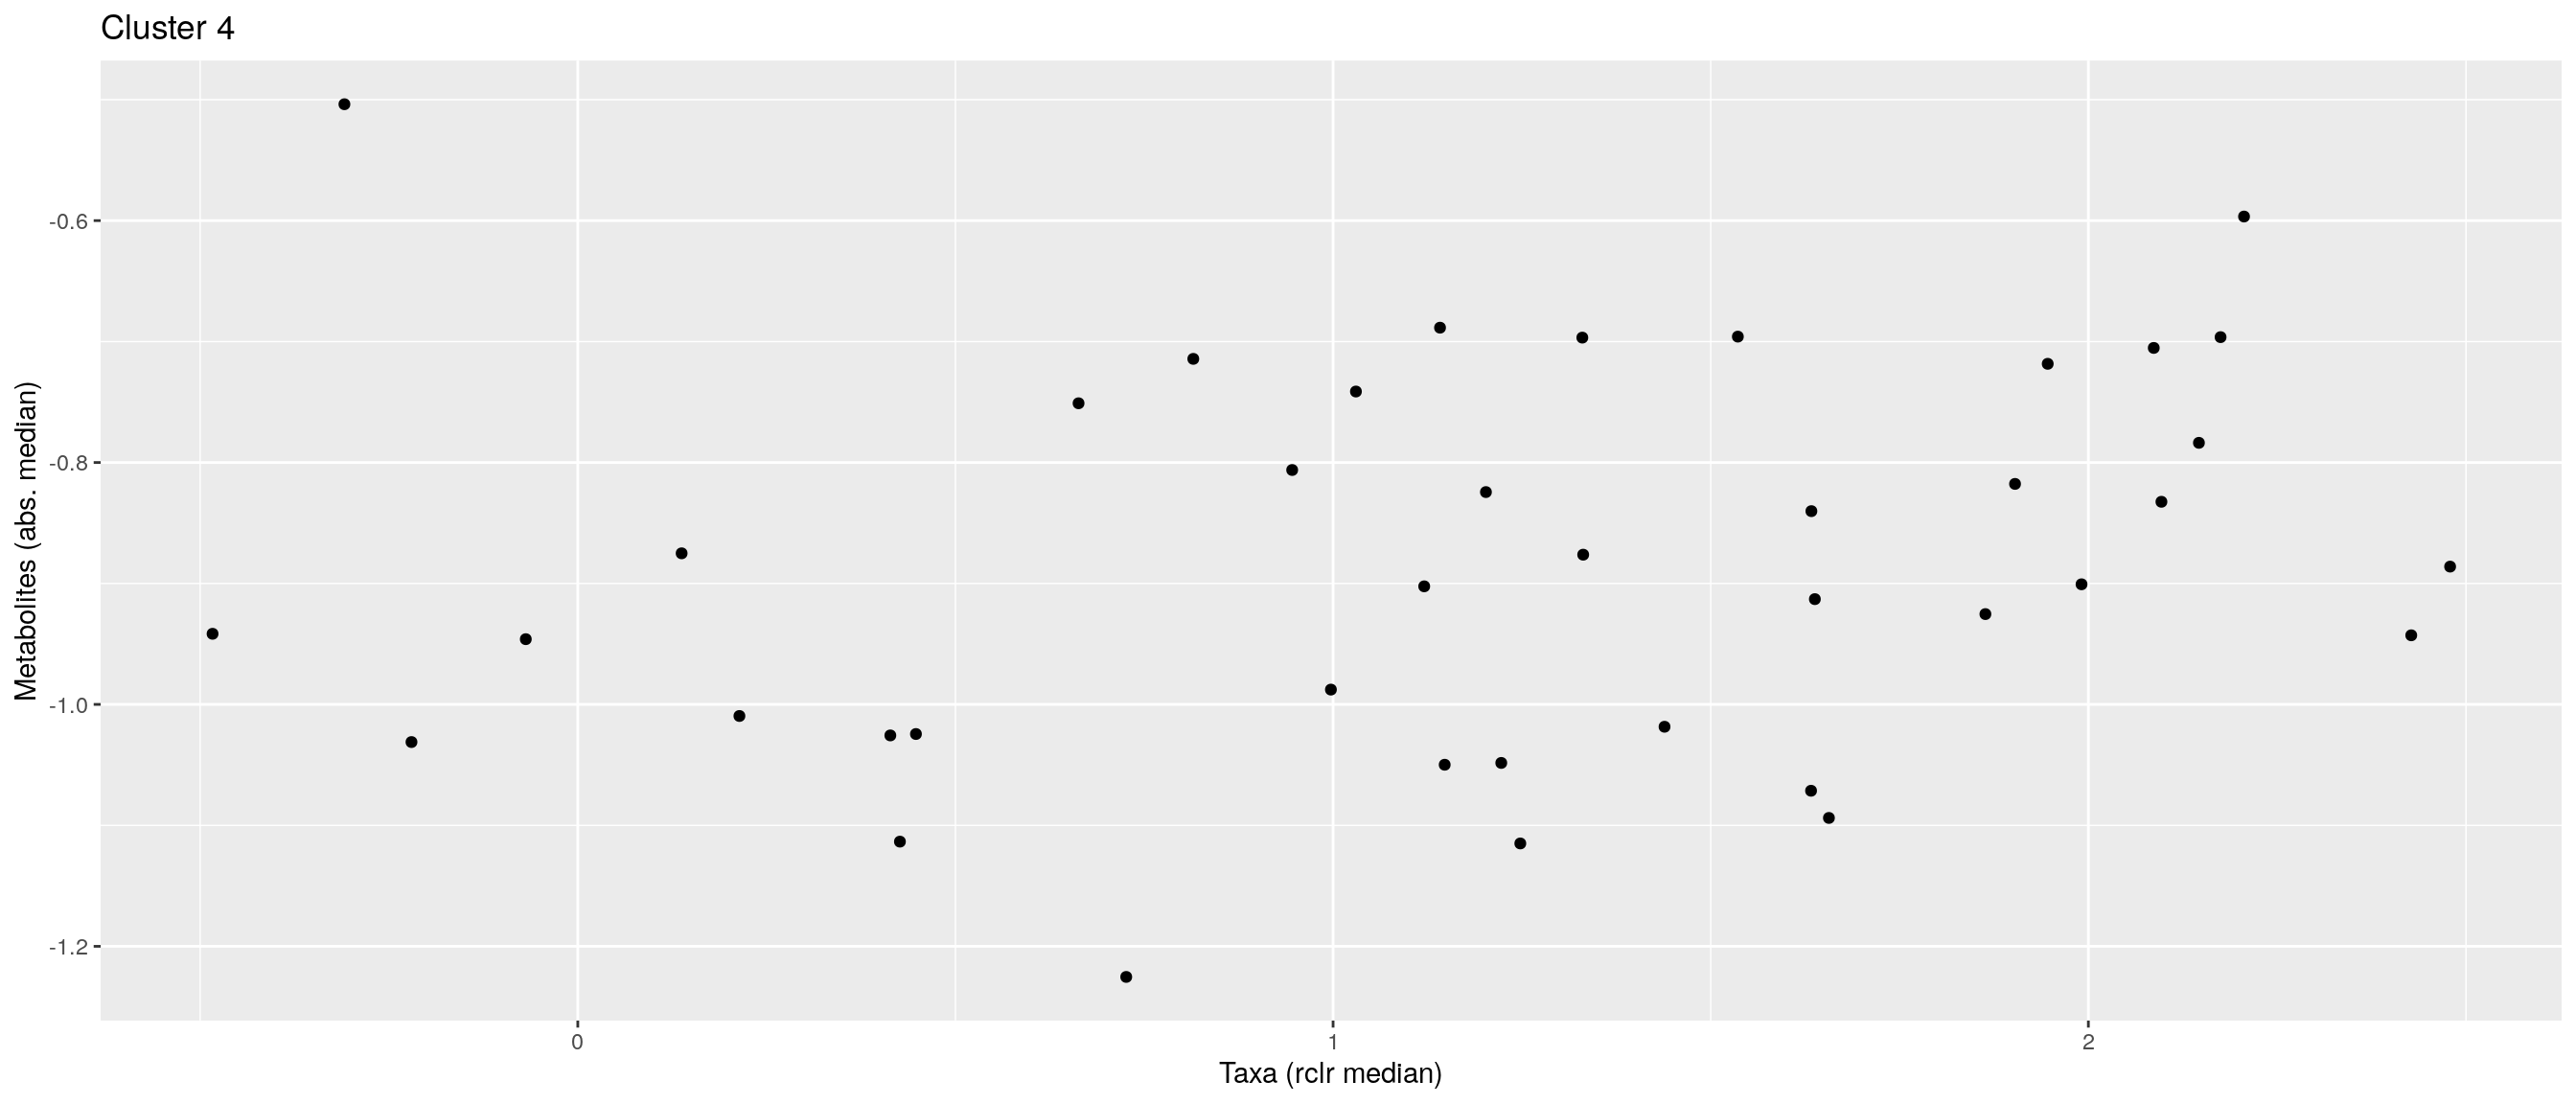 Cluster 4
-0.6
-0.8
-1.0
-1.2
Metabolites (abs. median)
0
1
2
Taxa (rclr median)